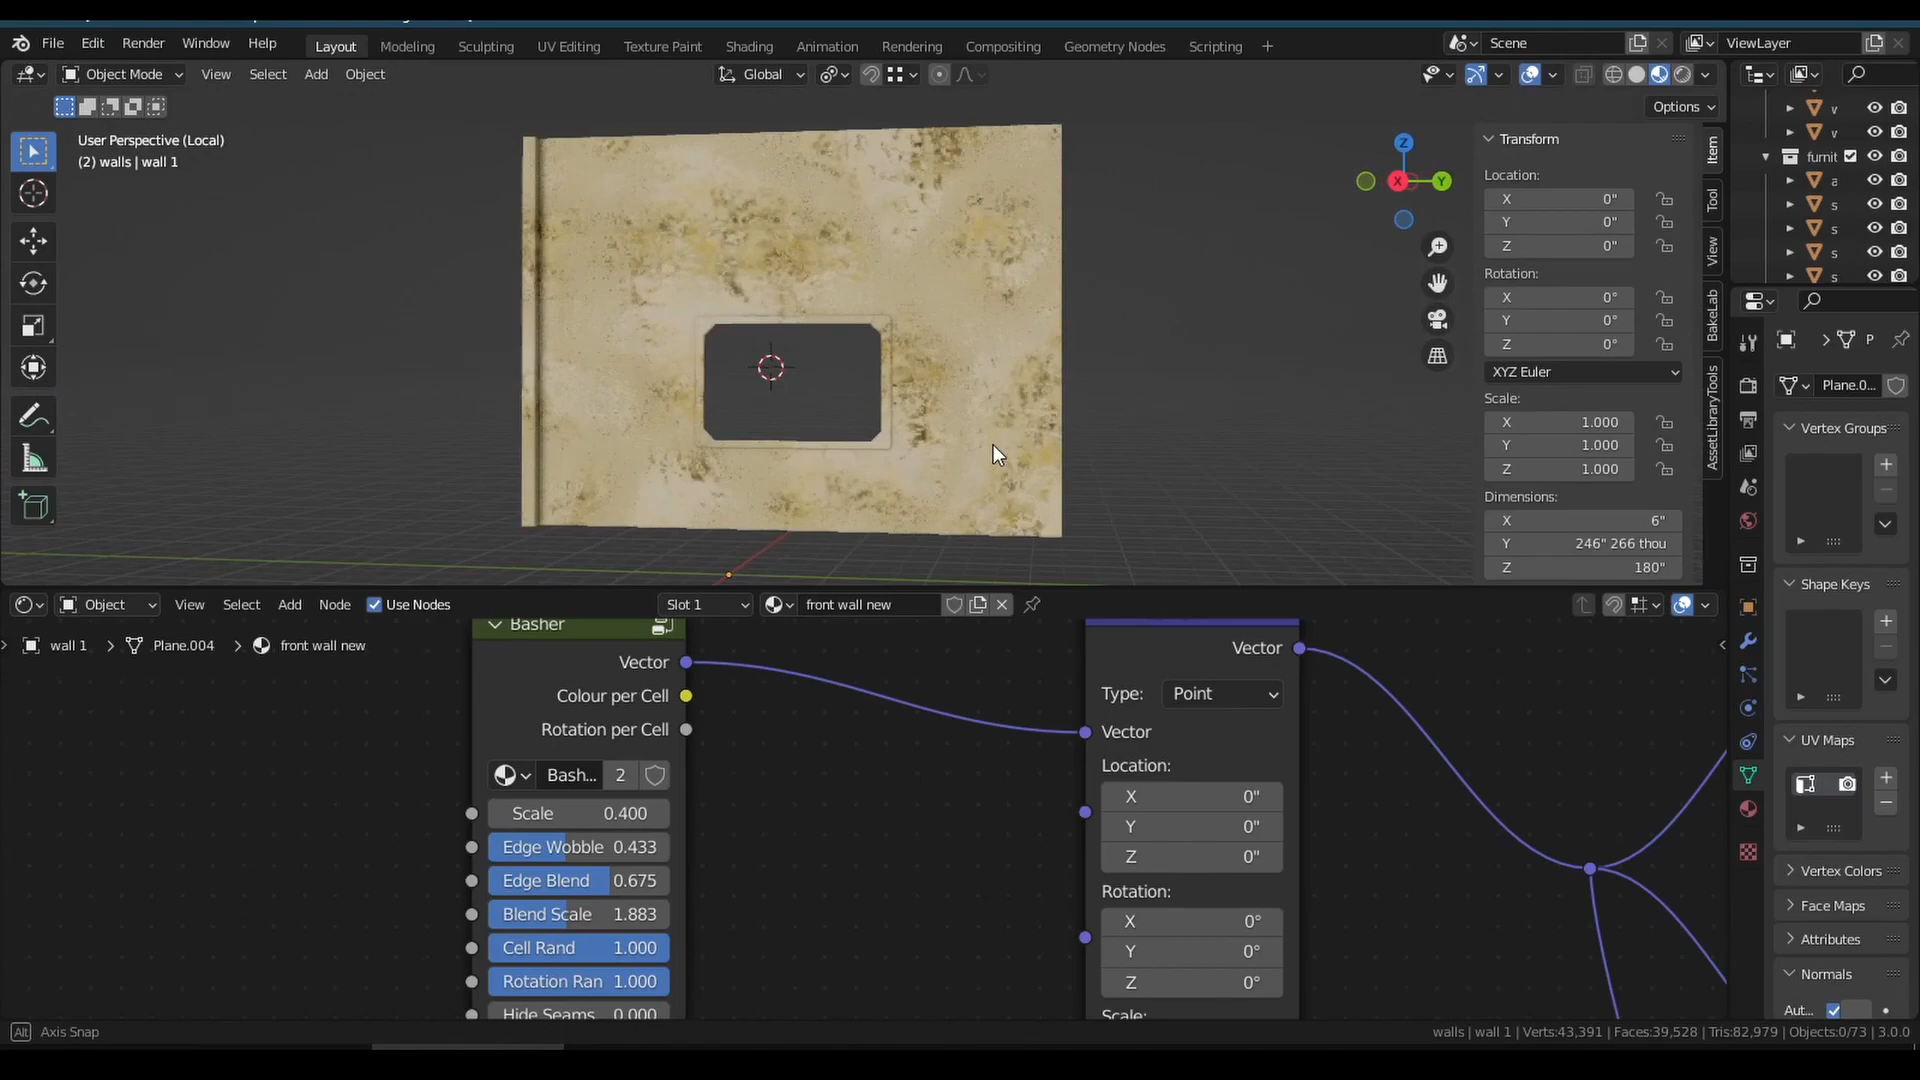 File Edit Render Window Help
Layout Modeling Sculpting UV Editing Texture Paint Shading Animation Rendering Compositing Geometry Nodes Scripting +
Scene
ViewLayer
Object Mode View Select Add Object
Global
Options
User Perspective (Local)
(2) walls | wall 1
Z
Y
X
Transform
Location:
X 0"
Y 0"
Z 0"
Rotation:
X 0°
Y 0°
Z 0°
XYZ Euler
Scale:
X 1.000
Y 1.000
Z 1.000
Dimensions:
X 6"
Y 246" 266 thou
Z 180"
Item
Tool
View
BakeLab
AssetLibraryTools
v
v
furnit
a
s
s
s
s
P
Plane.0...
Vertex Groups
Shape Keys
UV Maps
Vertex Colors
Face Maps
Attributes
Normals
Aut...
Object View Select Add Node Use Nodes
Slot 1
front wall new
wall 1 > Plane.004 > front wall new
Basher
Vector
Colour per Cell
Rotation per Cell
Bash... 2
Scale 0.400
Edge Wobble 0.433
Edge Blend 0.675
Blend Scale 1.883
Cell Rand 1.000
Rotation Ran 1.000
Hide Seams 0.000
Vector
Type: Point
Vector
Location:
X 0"
Y 0"
Z 0"
Rotation:
X 0°
Y 0°
Z 0°
Scale:
Alt Axis Snap
walls | wall 1 | Verts:43,391 | Faces:39,528 | Tris:82,979 | Objects:0/73 | 3.0.0